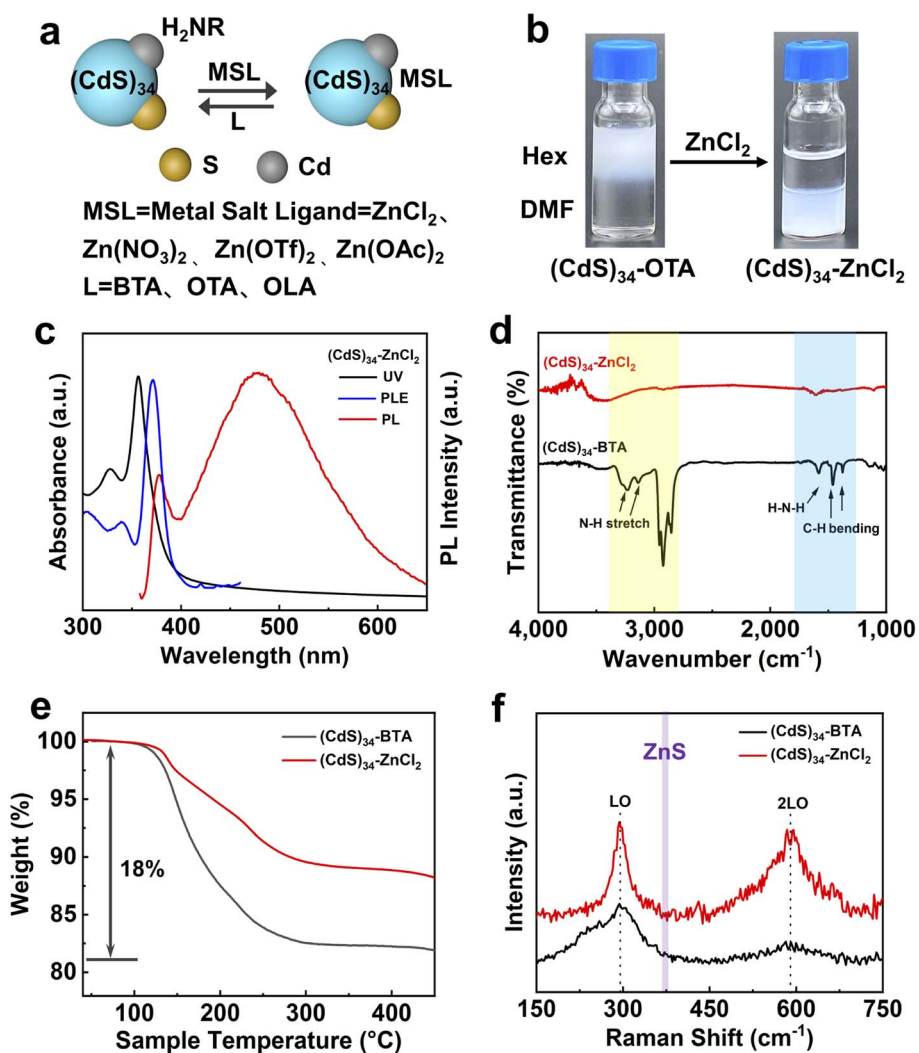 a
H₂NR
(CdS)₃₄
MSL
L
(CdS)₃₄
MSL
S
Cd
MSL=Metal Salt Ligand=ZnCl₂、
Zn(NO₃)₂、Zn(OTf)₂、Zn(OAc)₂
L=BTA、OTA、OLA
b
Hex
DMF
ZnCl₂
(CdS)₃₄-OTA
(CdS)₃₄-ZnCl₂
c
(CdS)₃₄-ZnCl₂
UV
PLE
PL
Absorbance (a.u.)
PL Intensity (a.u.)
300 400 500 600
Wavelength (nm)
d
(CdS)₃₄-ZnCl₂
(CdS)₃₄-BTA
N-H stretch
H-N-H
C-H bending
Transmittance (%)
4,000 3,000 2,000 1,000
Wavenumber (cm⁻¹)
e
(CdS)₃₄-BTA
(CdS)₃₄-ZnCl₂
18%
Weight (%)
100
95
90
85
80
100 200 300 400
Sample Temperature (°C)
f
(CdS)₃₄-BTA
(CdS)₃₄-ZnCl₂
ZnS
LO
2LO
Intensity (a.u.)
150 300 450 600 750
Raman Shift (cm⁻¹)